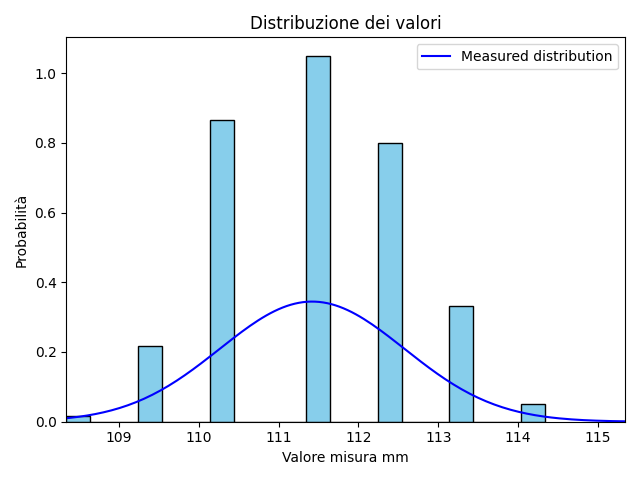 Distribuzione dei valori
Measured distribution
Probabilità
1.0
0.8
0.6
0.4
0.2
0.0
109 110 111 112 113 114 115
Valore misura mm